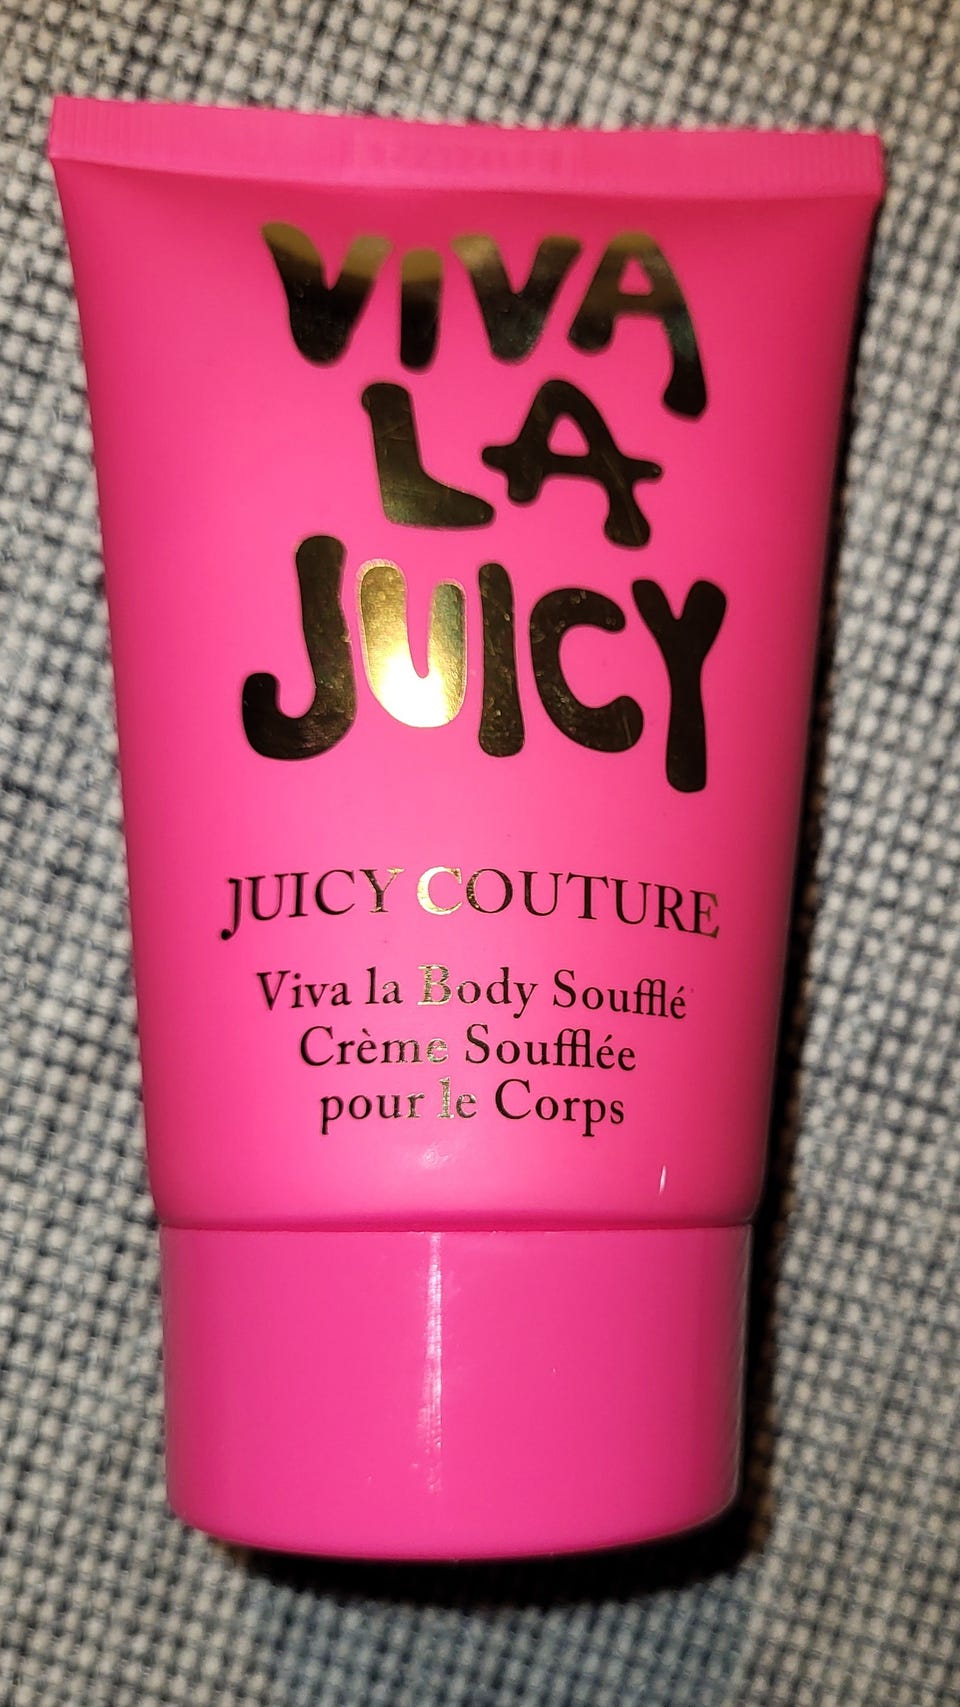 VIVA
LA
JUICY
JUICY COUTURE
Viva la Body Soufflé
Crème Soufflée
pour le Corps